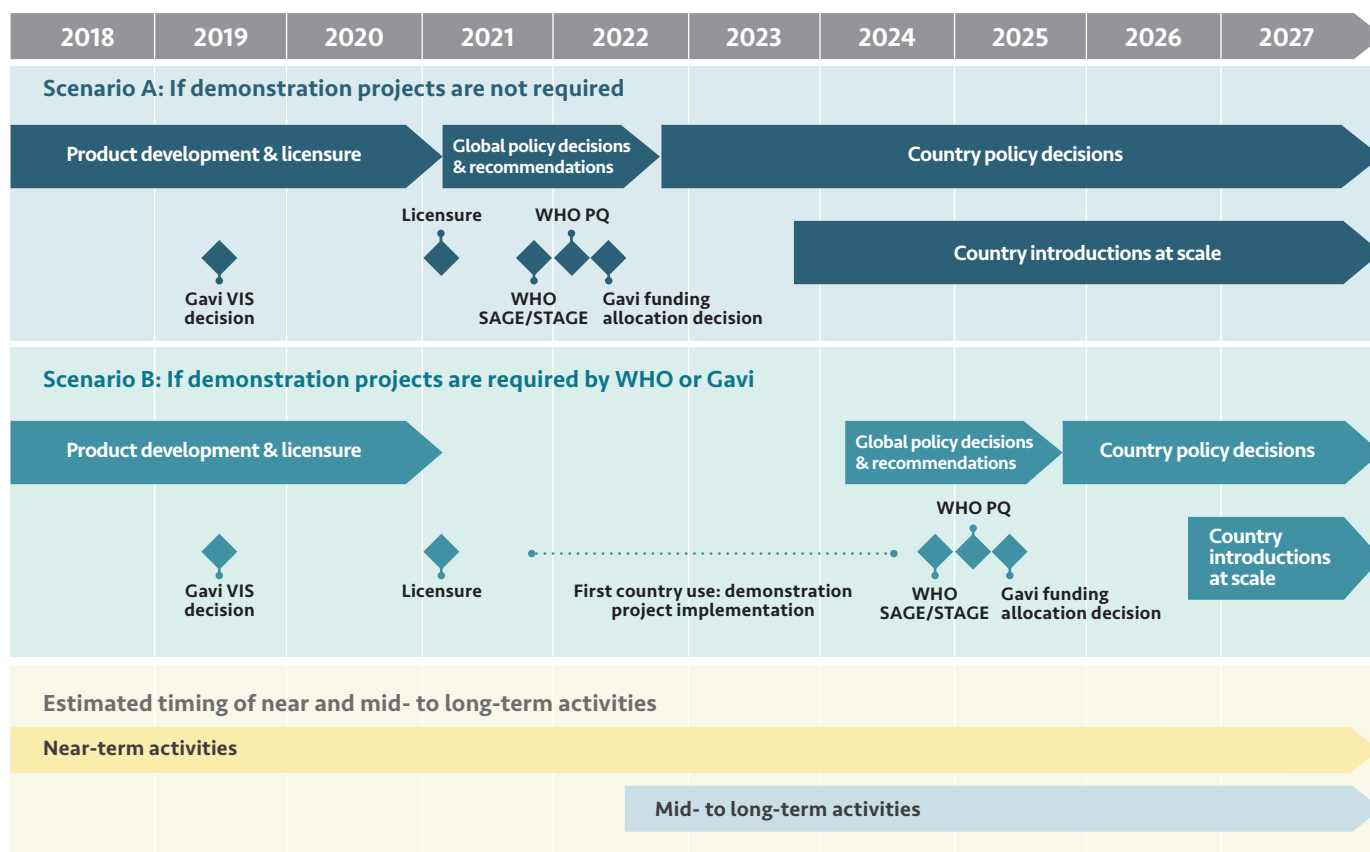 2018 2019 2020 2021 2022 2023 2024 2025 2026 2027
Scenario A: If demonstration projects are not required
Product development & licensure
Global policy decisions
& recommendations
Country policy decisions
Licensure
WHO PQ
Country introductions at scale
Gavi VIS
decision
WHO
SAGE/STAGE
Gavi funding
allocation decision
Scenario B: If demonstration projects are required by WHO or Gavi
Product development & licensure
Global policy decisions
& recommendations
Country policy decisions
WHO PQ
Country
introductions
at scale
Gavi VIS
decision
Licensure
First country use: demonstration
project implementation
WHO
SAGE/STAGE
Gavi funding
allocation decision
Estimated timing of near and mid- to long-term activities
Near-term activities
Mid- to long-term activities